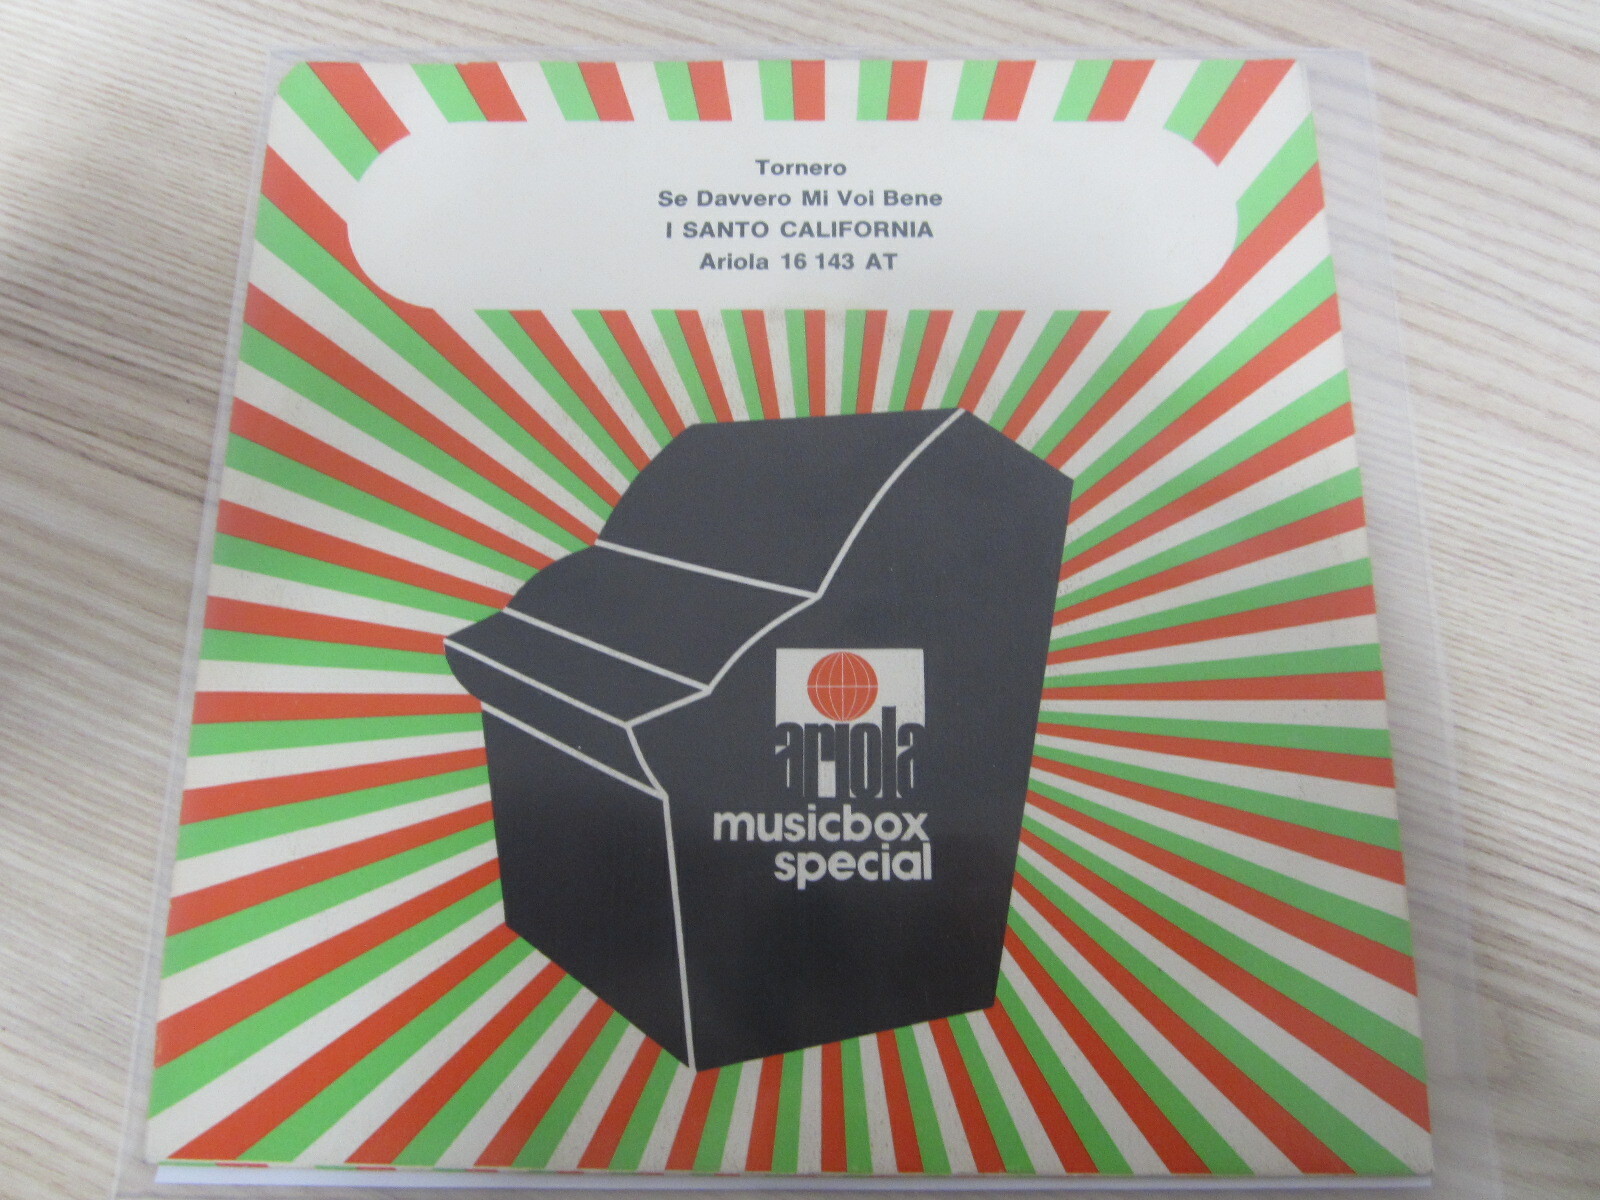 Tornero
Se Davvero Mi Voi Bene
I SANTO CALIFORNIA
Ariola 16 143 AT
ariola
musicbox
special